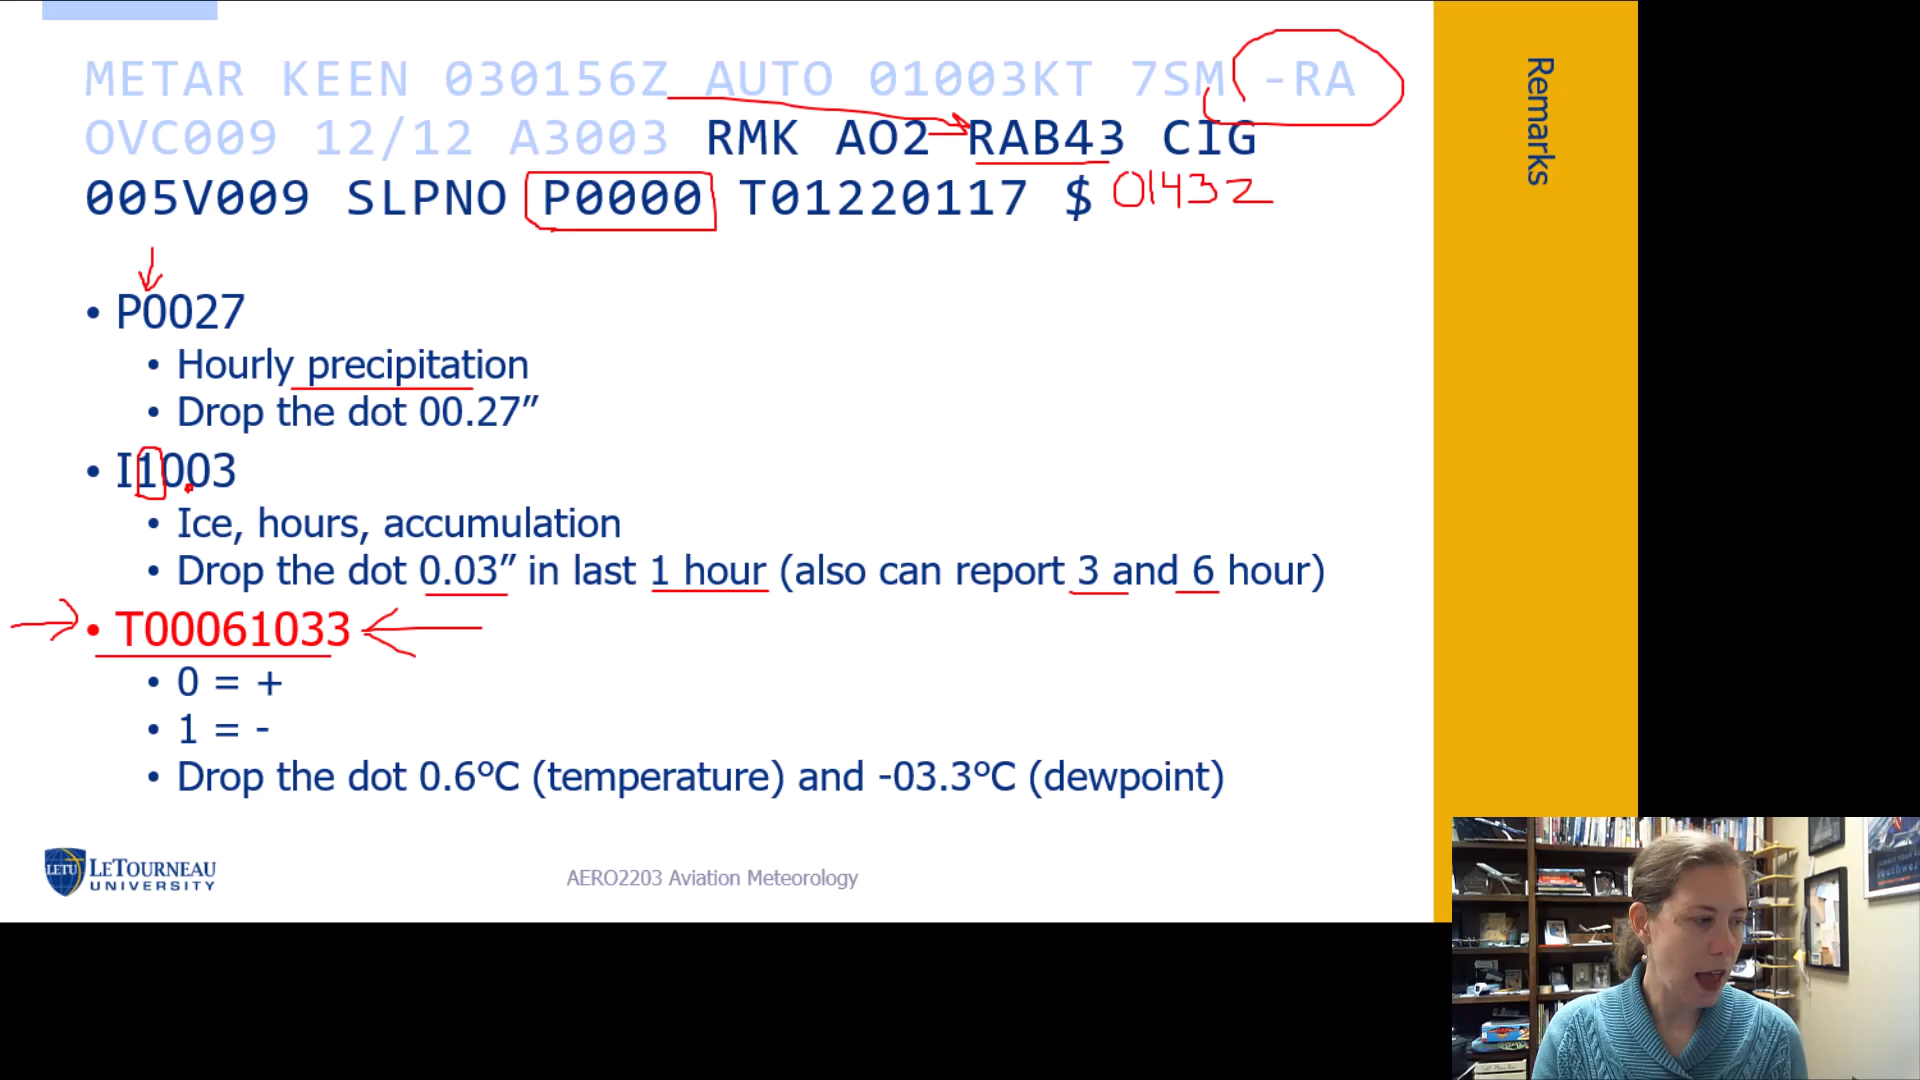 METAR KEEN 030156Z AUTO 01003KT 7SM -RA
OVC009 12/12 A3003 RMK AO2 RAB43 CIG
005V009 SLPNO P0000 T01220117 $ 0143Z
• P0027
• Hourly precipitation
• Drop the dot 00.27”
• I1003
• Ice, hours, accumulation
• Drop the dot 0.03” in last 1 hour (also can report 3 and 6 hour)
• T00061033
• 0 = +
• 1 = -
• Drop the dot 0.6ºC (temperature) and -03.3ºC (dewpoint)
Remarks
LETU LETOURNEAU
UNIVERSITY
AERO2203 Aviation Meteorology